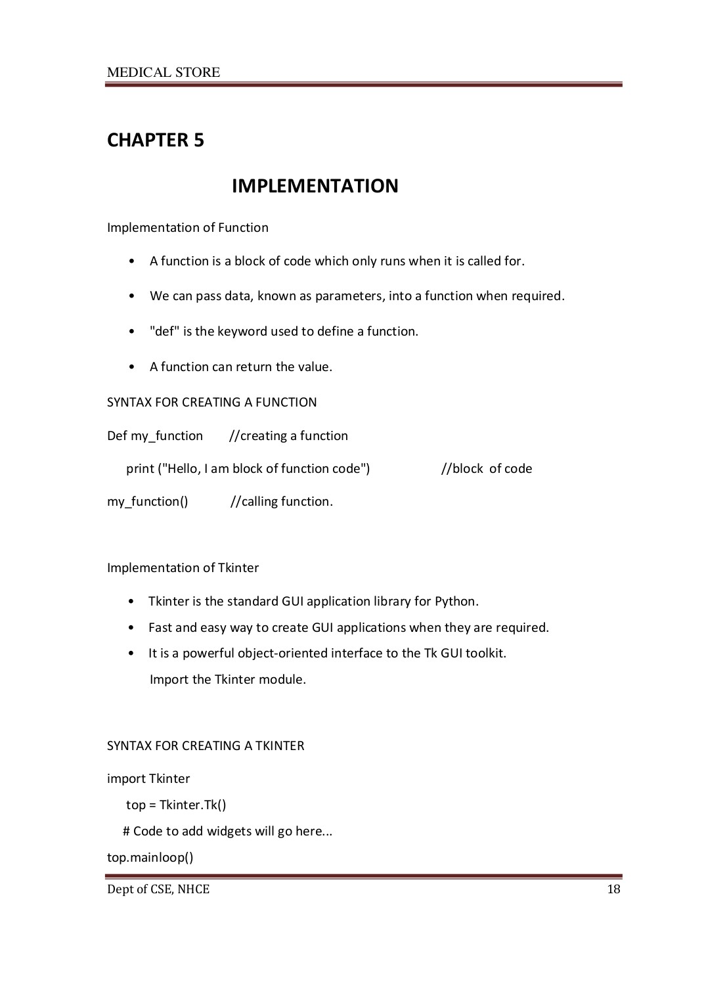 MEDICAL STORE
CHAPTER 5
IMPLEMENTATION
Implementation of Function
• A function is a block of code which only runs when it is called for.
• We can pass data, known as parameters, into a function when required.
• "def" is the keyword used to define a function.
• A function can return the value.
SYNTAX FOR CREATING A FUNCTION
Def my_function //creating a function
print ("Hello, I am block of function code") //block of code
my_function() //calling function.
Implementation of Tkinter
• Tkinter is the standard GUI application library for Python.
• Fast and easy way to create GUI applications when they are required.
• It is a powerful object-oriented interface to the Tk GUI toolkit.
Import the Tkinter module.
SYNTAX FOR CREATING A TKINTER
import Tkinter
top = Tkinter.Tk()
# Code to add widgets will go here...
top.mainloop()
Dept of CSE, NHCE 18